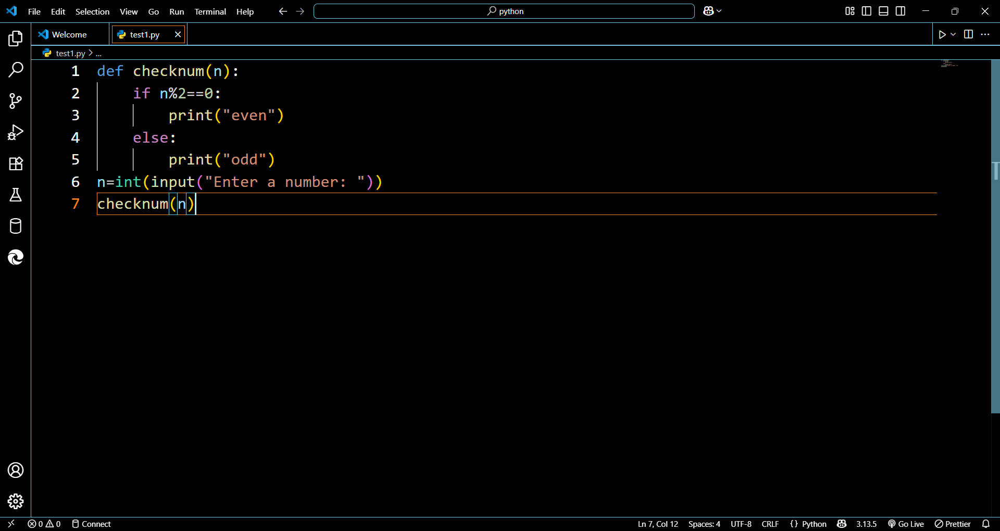 File Edit Selection View Go Run Terminal Help python
Welcome test1.py
test1.py > ...
1 def checknum(n):
2     if n%2==0:
3         print("even")
4     else:
5         print("odd")
6 n=int(input("Enter a number: "))
7 checknum(n)
0 0 Connect Ln 7, Col 12 Spaces: 4 UTF-8 CRLF {} Python 3.13.5 Go Live Prettier